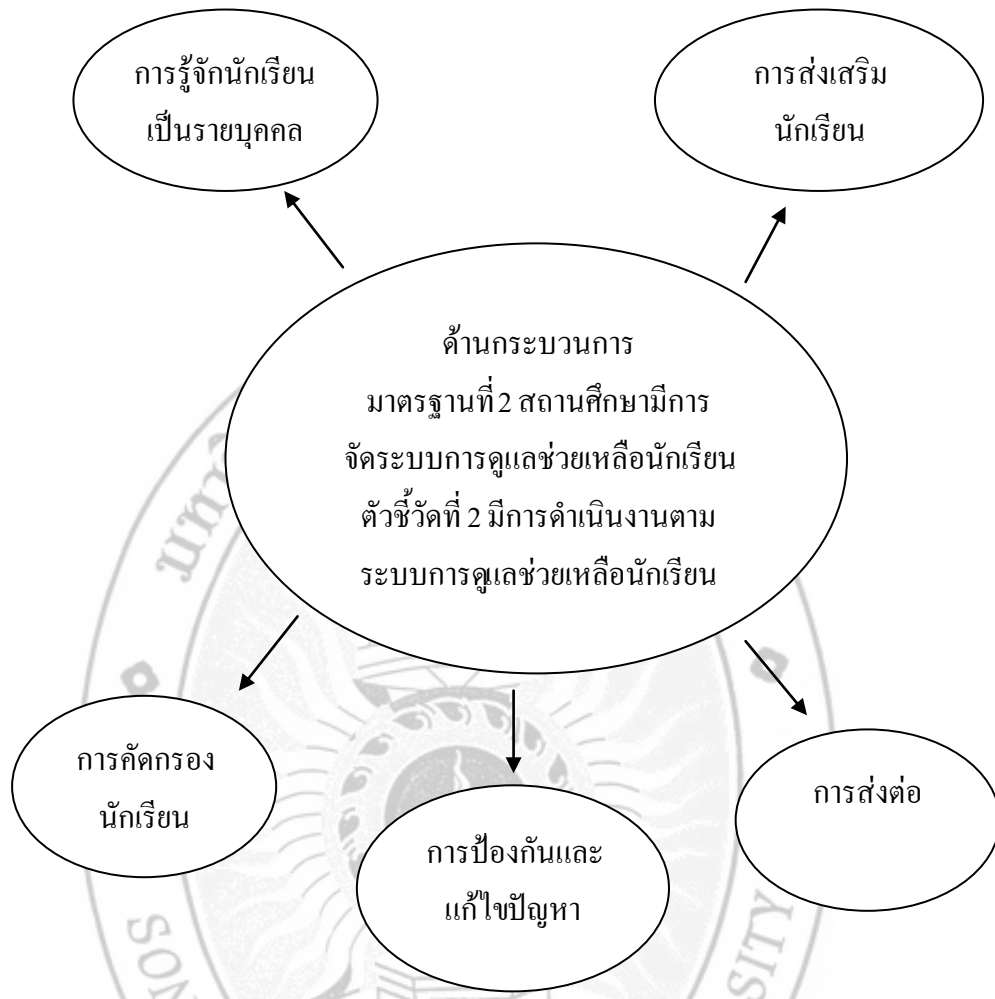 การรู้จักนักเรียน
เป็นรายบุคคล
การส่งเสริม
นักเรียน
ด้านกระบวนการ
มาตรฐานที่ 2 สถานศึกษามีการ
จัดระบบการดูแลช่วยเหลือนักเรียน
ตัวชี้วัดที่ 2 มีการดำเนินงานตาม
ระบบการดูแลช่วยเหลือนักเรียน
การคัดกรอง
นักเรียน
การป้องกันและ
แก้ไขปัญหา
การส่งต่อ